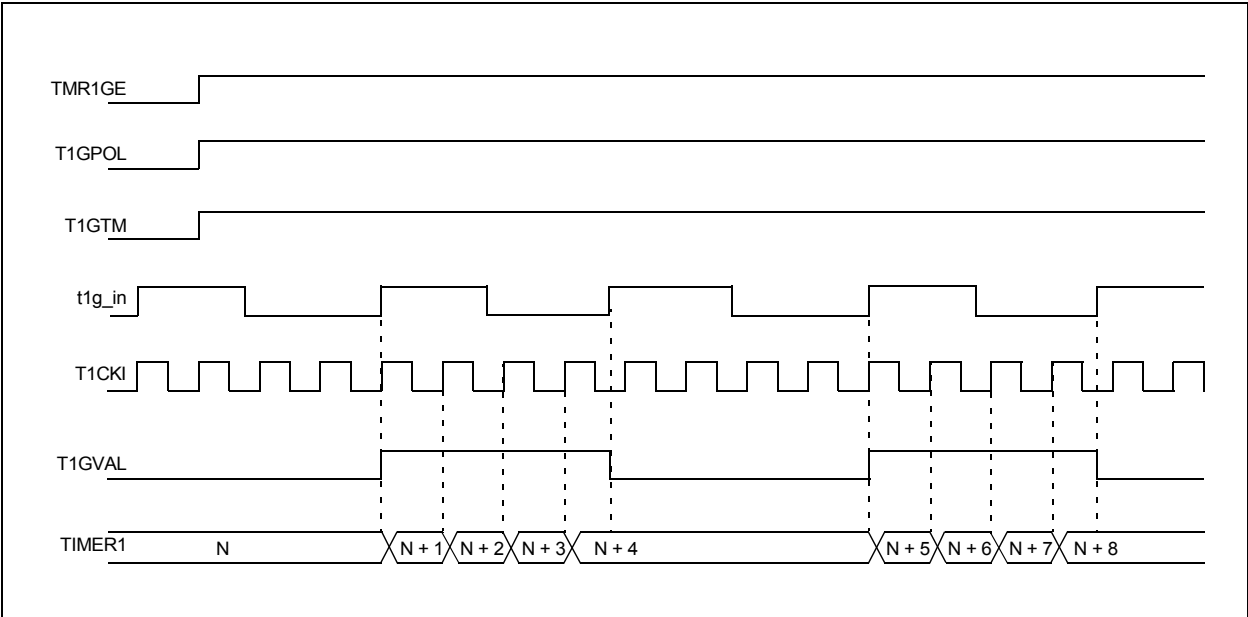 TMR1GE
T1GPOL
T1GTM
t1g_in
T1CKI
T1GVAL
TIMER1 N N + 1 N + 2 N + 3 N + 4 N + 5 N + 6 N + 7 N + 8